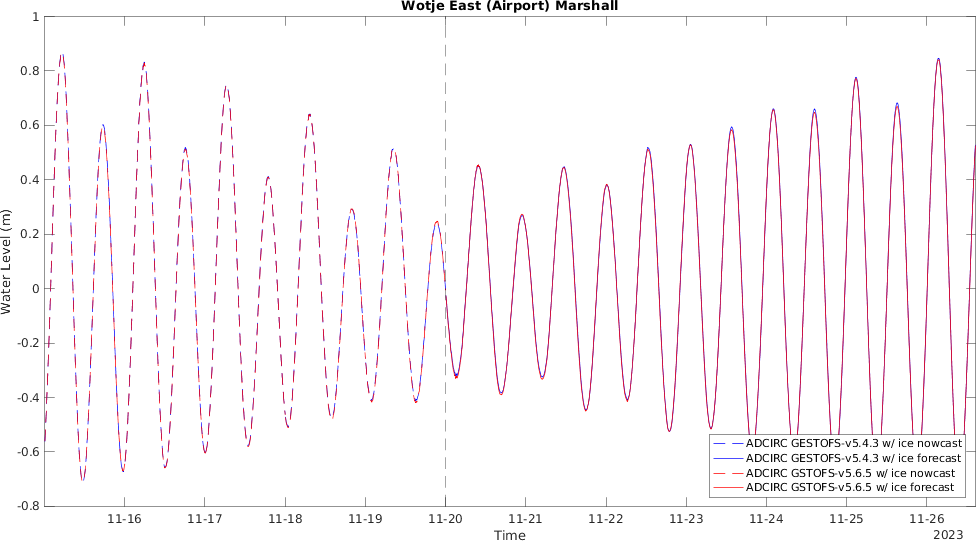 Wotje East (Airport) Marshall
1
0.8
0.6
0.4
0.2
0
-0.2
-0.4
-0.6
-0.8
Water Level (m)
ADCIRC GESTOFS-v5.4.3 w/ ice nowcast
ADCIRC GESTOFS-v5.4.3 w/ ice forecast
ADCIRC GSTOFS-v5.6.5 w/ ice nowcast
ADCIRC GSTOFS-v5.6.5 w/ ice forecast
11-16 11-17 11-18 11-19 11-20 11-21 11-22 11-23 11-24 11-25 11-26
Time 2023